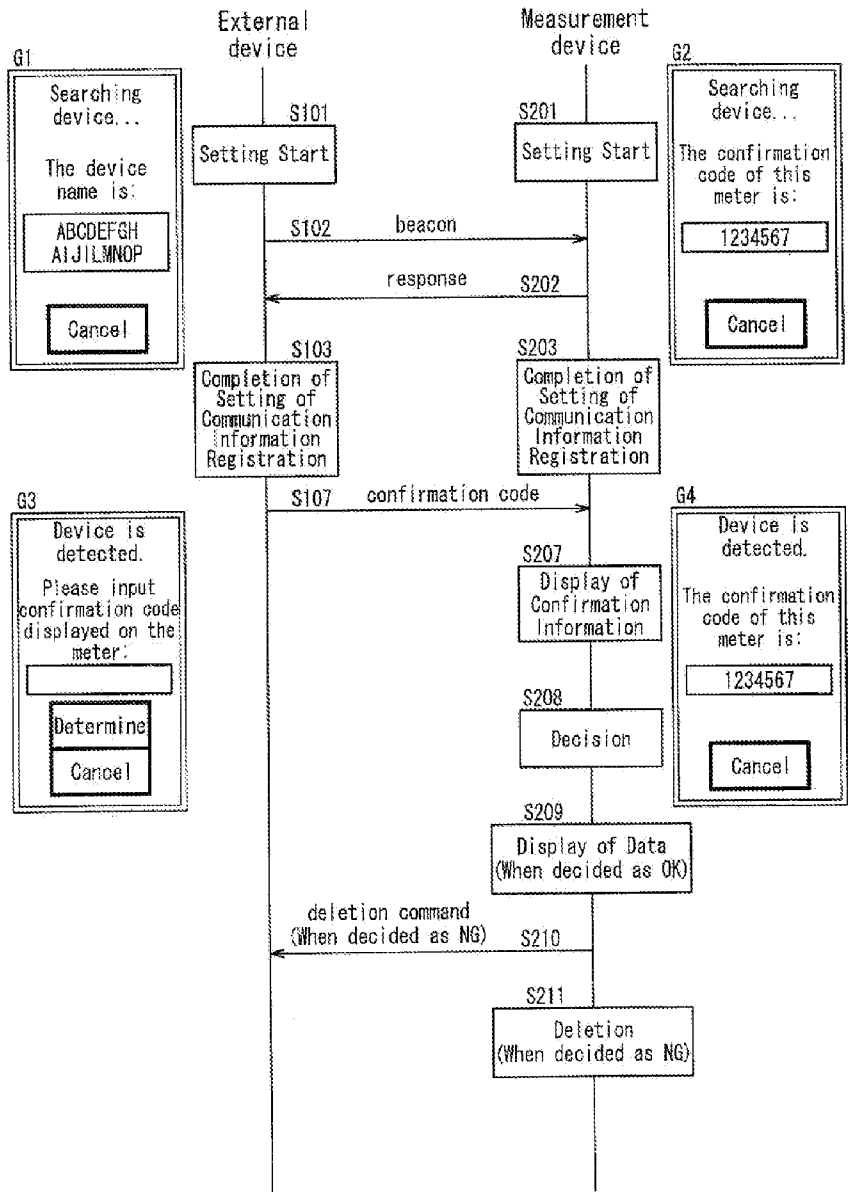 External
device
Measurement
device
G1
Searching
device...
The device
name is:
ABCDEFGH
AIJILMNOP
Cancel
G2
Searching
device...
The confirmation
code of this
meter is:
1234567
Cancel
S101
Setting Start
S201
Setting Start
S102
beacon
response
S202
S103
Completion of
Setting of
Communication
Information
Registration
S203
Completion of
Setting of
Communication
Information
Registration
S107
confirmation code
G3
Device is
detected.
Please input
confirmation code
displayed on the
meter:
Determine
Cancel
G4
Device is
detected.
The confirmation
code of this
meter is:
1234567
Cancel
S207
Display of
Confirmation
Information
S208
Decision
S209
Display of Data
(When decided as OK)
deletion command
(When decided as NG)
S210
S211
Deletion
(When decided as NG)